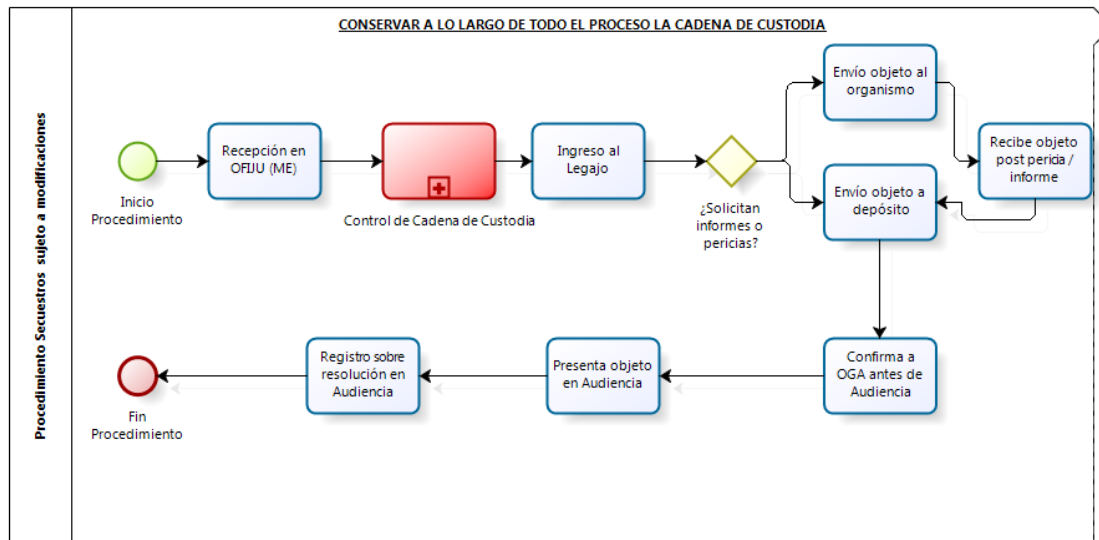 CONSERVAR A LO LARGO DE TODO EL PROCESO LA CADENA DE CUSTODIA
Procedimiento Secuestros sujeto a modificaciones
Inicio
Procedimiento
Recepción en
OFIJU (ME)
Control de Cadena de Custodia
Ingreso al
Legajo
¿Solicitan
informes o
pericias?
Envío objeto al
organismo
Recibe objeto
post pericia /
informe
Envío objeto a
depósito
Confirma a
OGA antes de
Audiencia
Presenta objeto
en Audiencia
Registro sobre
resolución en
Audiencia
Fin
Procedimiento